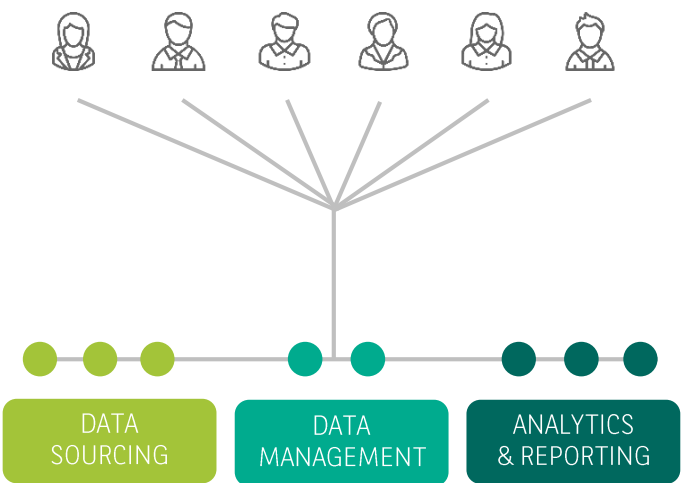 DATA
SOURCING
DATA
MANAGEMENT
ANALYTICS
& REPORTING